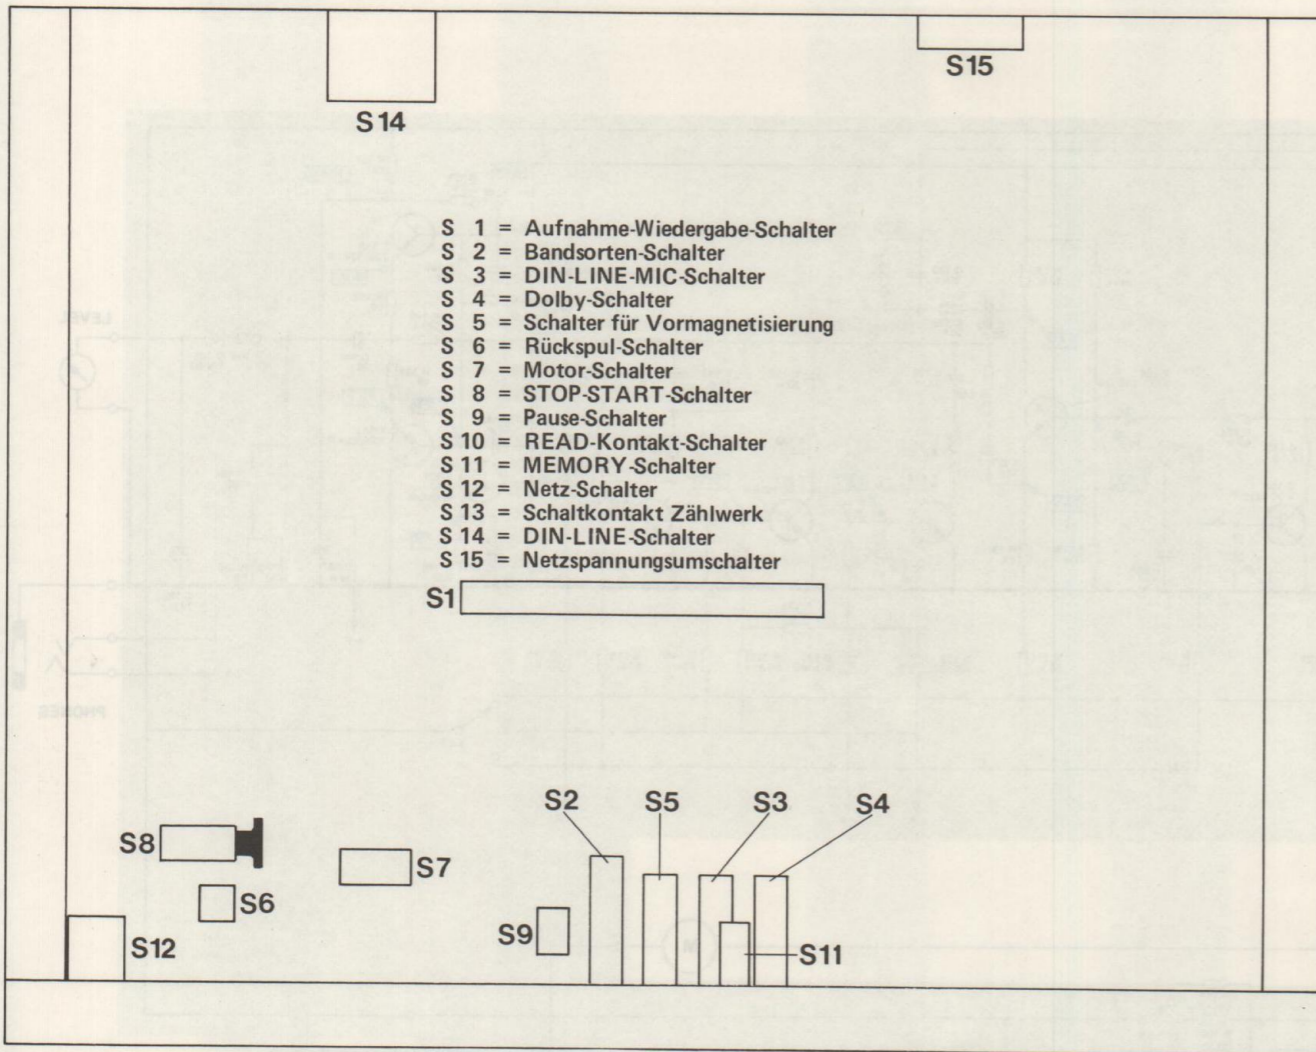 S15
S14
S 1 = Aufnahme-Wiedergabe-Schalter
S 2 = Bandsorten-Schalter
S 3 = DIN-LINE-MIC-Schalter
S 4 = Dolby-Schalter
S 5 = Schalter für Vormagnetisierung
S 6 = Rückspul-Schalter
S 7 = Motor-Schalter
S 8 = STOP-START-Schalter
S 9 = Pause-Schalter
S 10 = READ-Kontakt-Schalter
S 11 = MEMORY-Schalter
S 12 = Netz-Schalter
S 13 = Schaltkontakt Zählwerk
S 14 = DIN-LINE-Schalter
S 15 = Netzspannungsumschalter
LEVEL
S1
PHONES
S2 S5 S3 S4
S8
S7
S6
S9
S12
S11
M